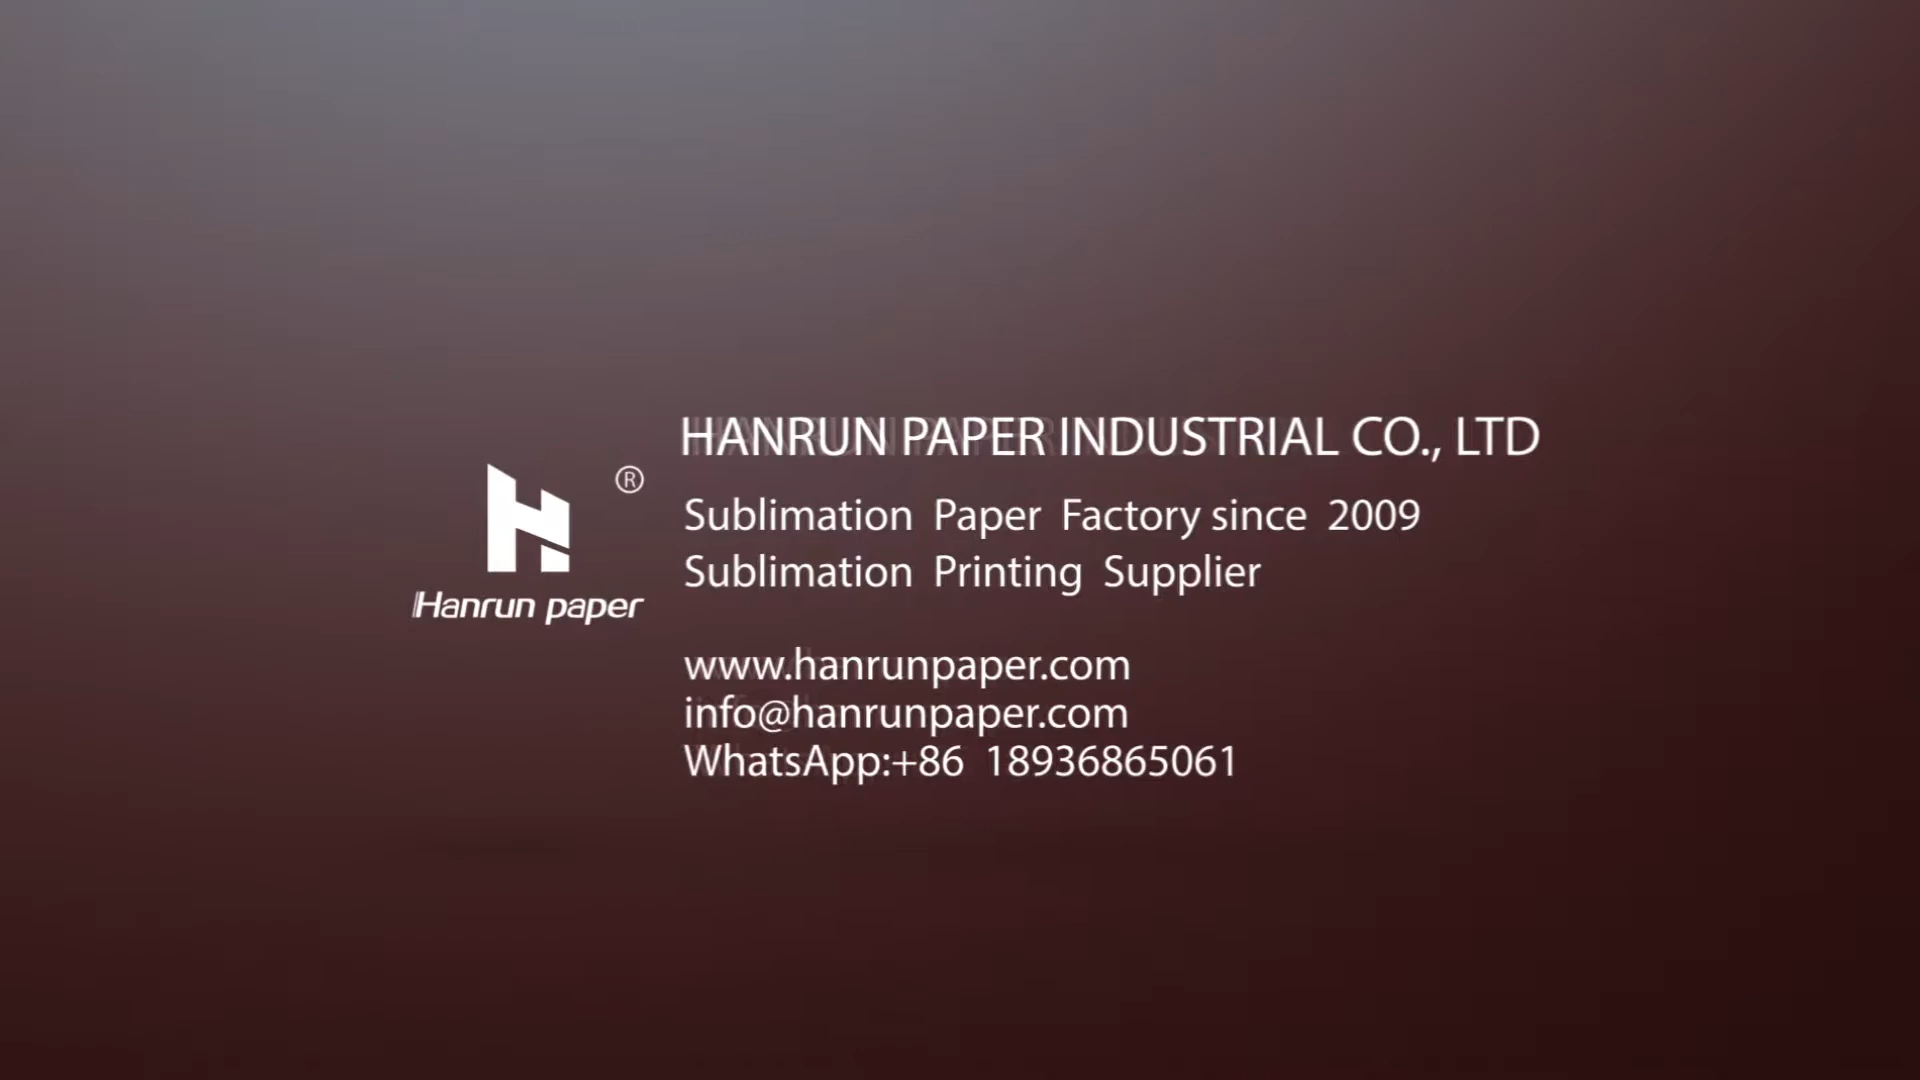 HANRUN PAPER INDUSTRIAL CO., LTD
®
Hanrun paper
Sublimation Paper Factory since 2009
Sublimation Printing Supplier
www.hanrunpaper.com
info@hanrunpaper.com
WhatsApp:+86 18936865061